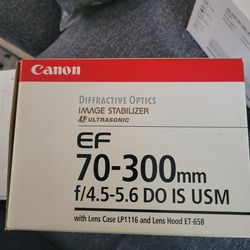 Canon
DIFFRACTIVE OPTICS
IMAGE STABILIZER
ULTRASONIC
EF
70-300mm
f/4.5-5.6 DO IS USM
with Lens Case LP1116 and Lens Hood ET-65B